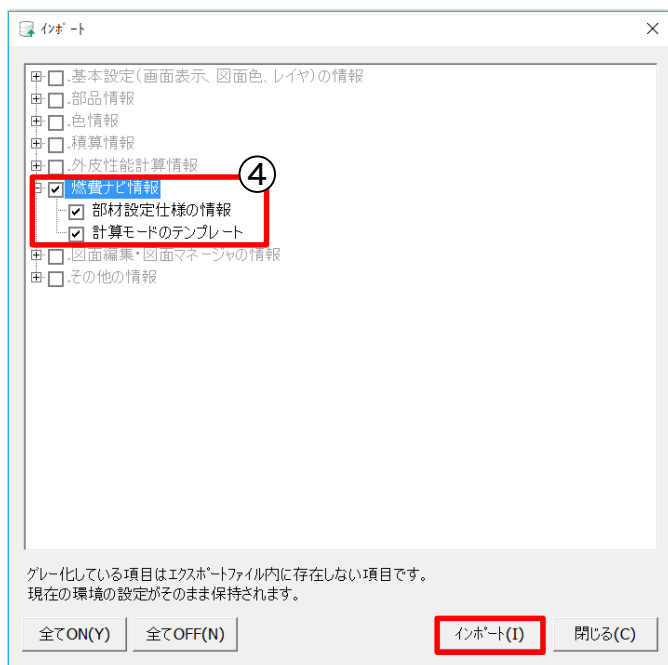 インポート
.基本設定(画面表示、図面色、レイヤ)の情報
.部品情報
.色情報
.積算情報
.外皮性能計算情報
④
燃費ナビ情報
部材設定仕様の情報
計算モードのテンプレート
.図面編集・図面マネージャの情報
.その他の情報
グレー化している項目はエクスポートファイル内に存在しない項目です。
現在の環境の設定がそのまま保持されます。
全てON(Y) 全てOFF(N) インポート(I) 閉じる(C)